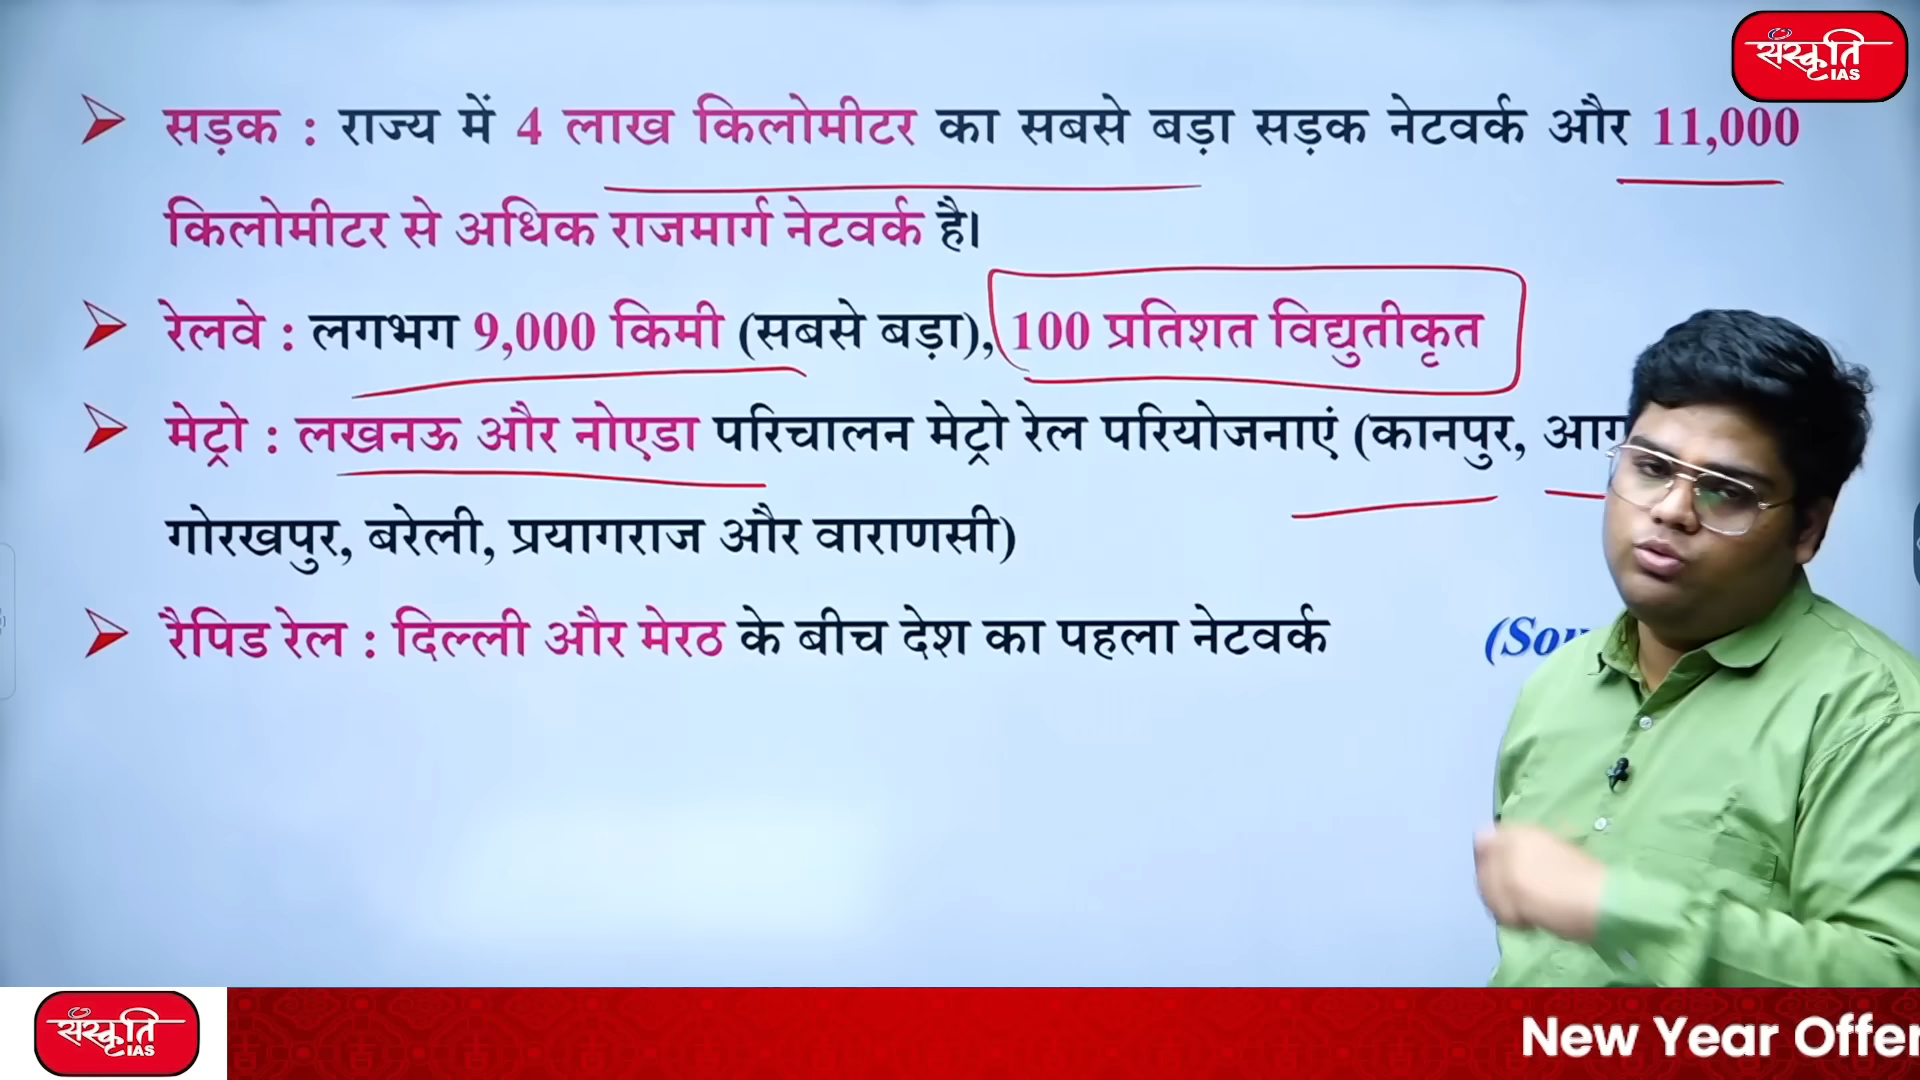 संस्कृति
IAS
सड़क : राज्य में 4 लाख किलोमीटर का सबसे बड़ा सड़क नेटवर्क और 11,000
किलोमीटर से अधिक राजमार्ग नेटवर्क है।
रेलवे : लगभग 9,000 किमी (सबसे बड़ा), 100 प्रतिशत विद्युतीकृत
मेट्रो : लखनऊ और नोएडा परिचालन मेट्रो रेल परियोजनाएं (कानपुर,
गोरखपुर, बरेली, प्रयागराज और वाराणसी)
रैपिड रेल : दिल्ली और मेरठ के बीच देश का पहला नेटवर्क
संस्कृति
IAS
New Year Offer